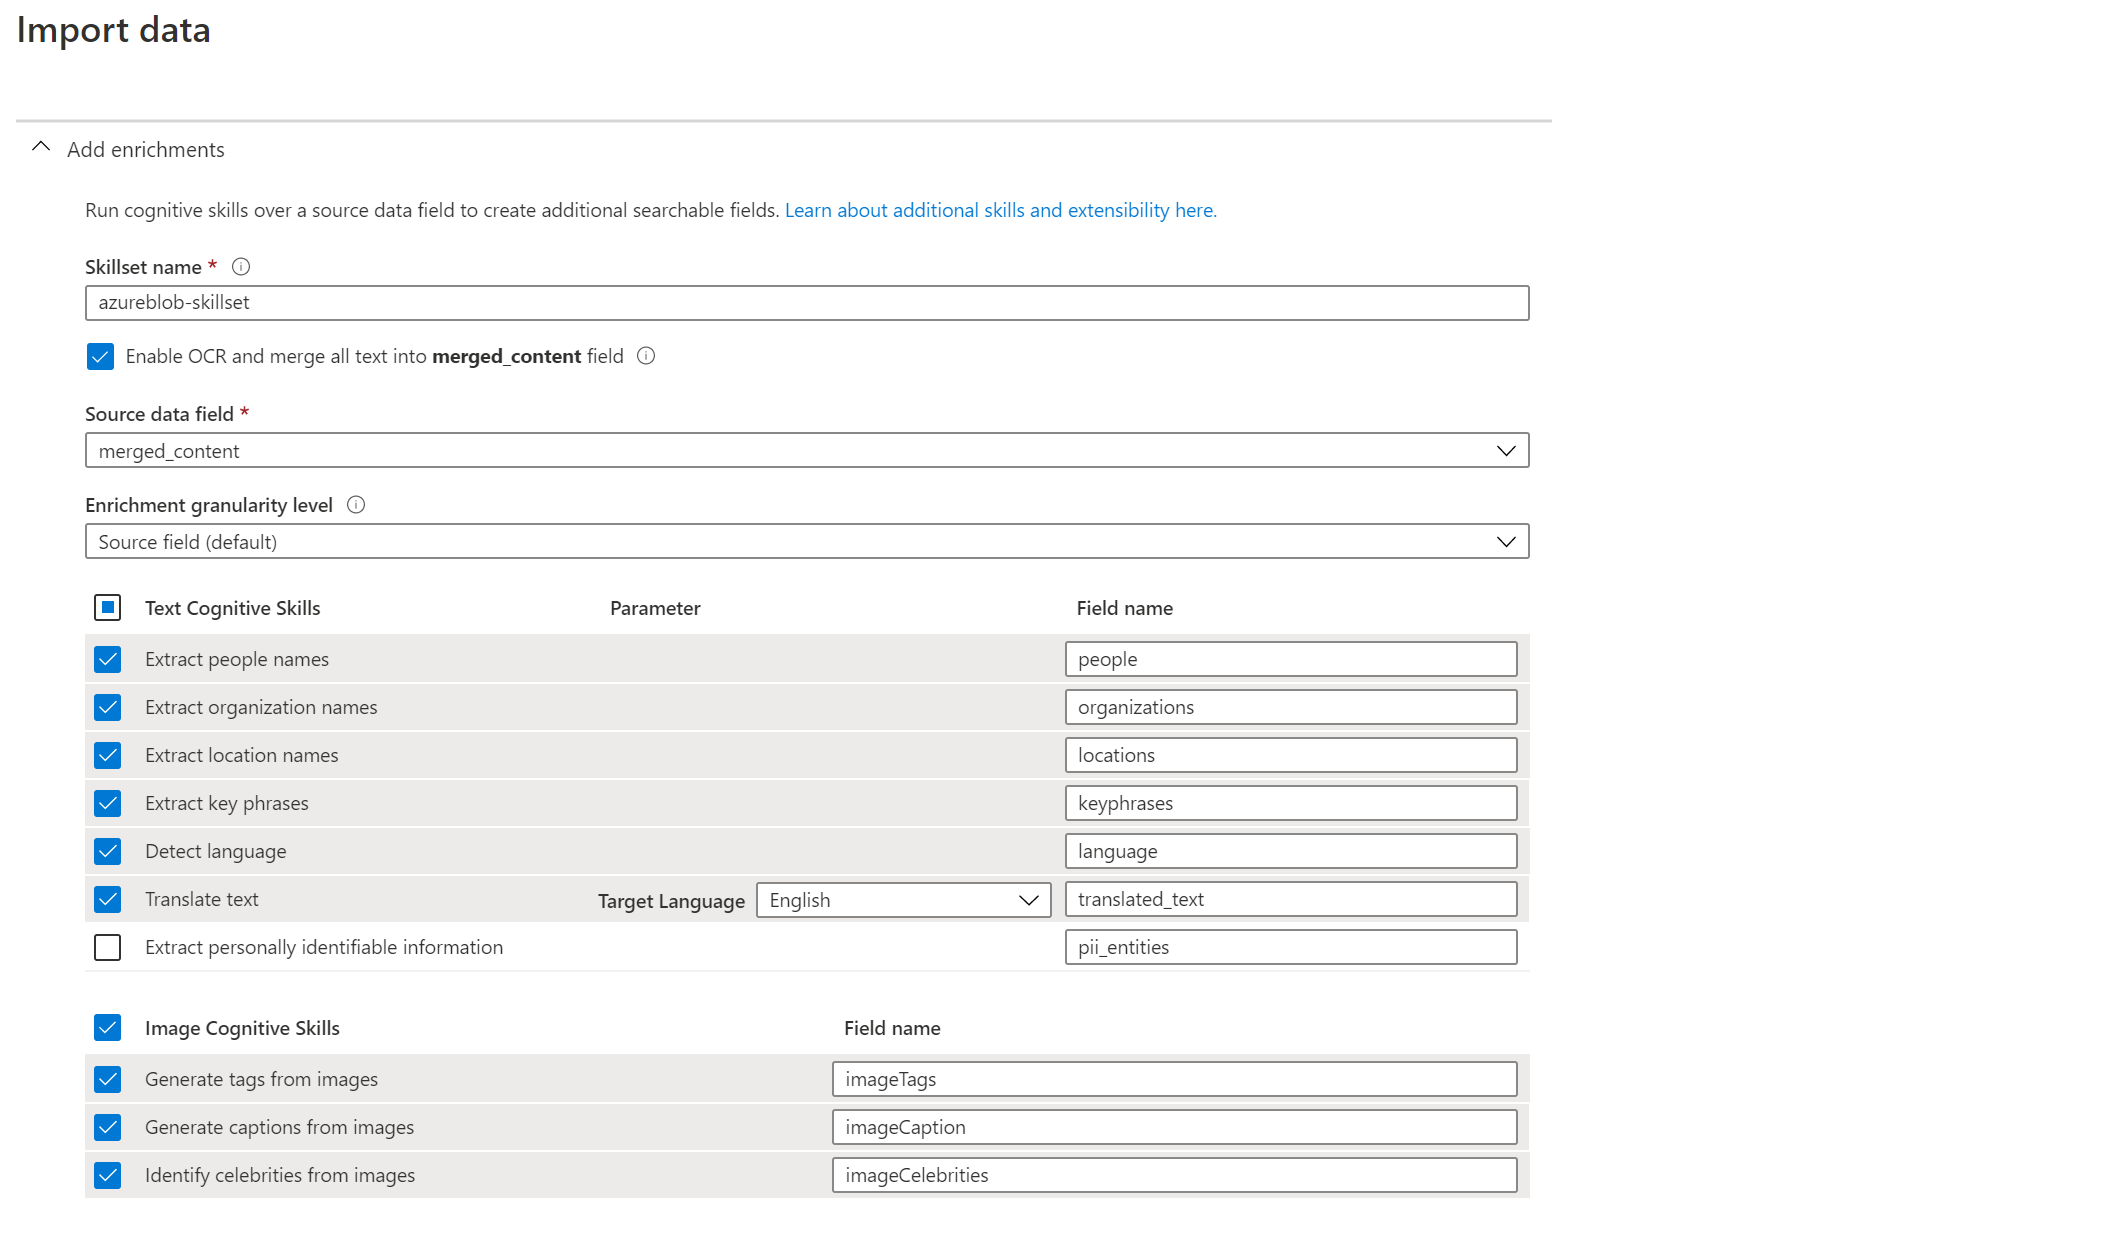 Import data
Add enrichments
Run cognitive skills over a source data field to create additional searchable fields. Learn about additional skills and extensibility here.
Skillset name *
azureblob-skillset
Enable OCR and merge all text into merged_content field
Source data field *
merged_content
Enrichment granularity level
Source field (default)
Text Cognitive Skills Parameter Field name
Extract people names people
Extract organization names organizations
Extract location names locations
Extract key phrases keyphrases
Detect language language
Translate text Target Language English translated_text
Extract personally identifiable information pii_entities
Image Cognitive Skills Field name
Generate tags from images imageTags
Generate captions from images imageCaption
Identify celebrities from images imageCelebrities